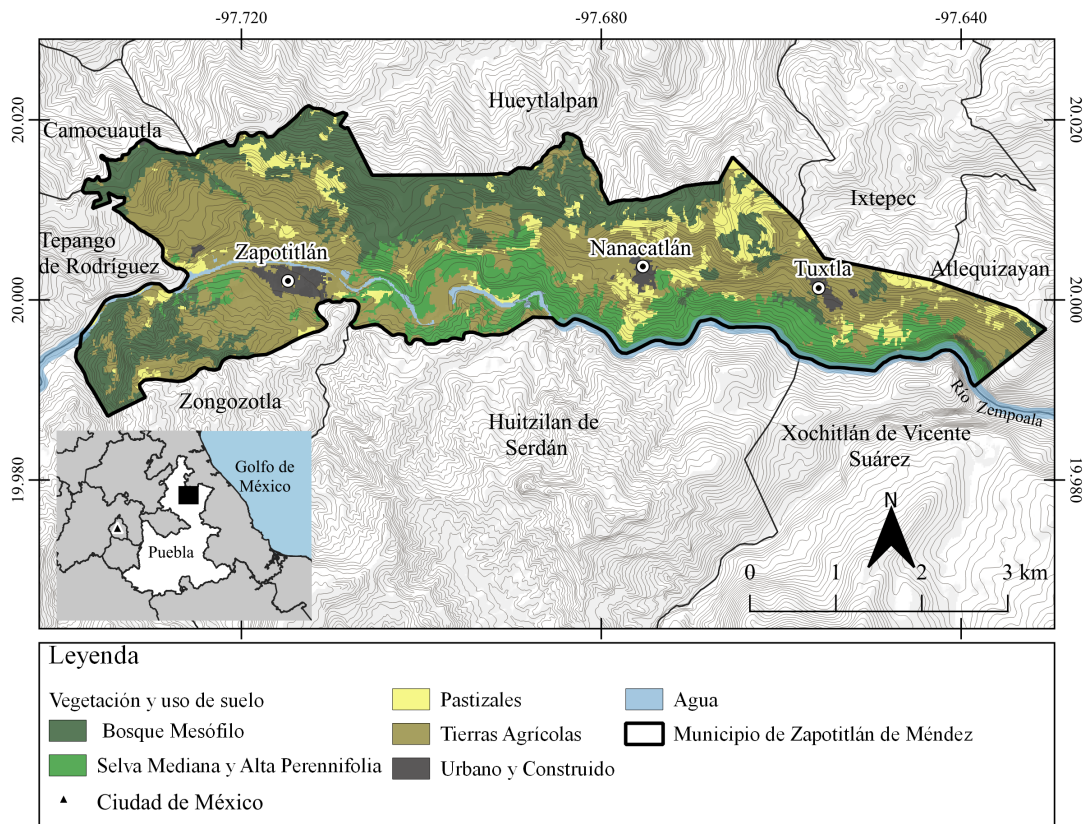 -97.720
-97.680
-97.640
20.020
20.020
Hueytlalpan
Camocuautla
Ixtepec
Tepango
de Rodríguez
Zapotitlán
Nanacatlán
Tuxtla
Atlequizayan
20.000
20.000
Zongozotla
Huitzilan de
Serdán
Río Zempoala
Xochitlán de Vicente
Suárez
19.980
19.980
Golfo de
México
Puebla
N
0 1 2 3 km
Leyenda
Vegetación y uso de suelo
Bosque Mesófilo
Selva Mediana y Alta Perennifolia
Ciudad de México
Pastizales
Tierras Agrícolas
Urbano y Construido
Agua
Municipio de Zapotitlán de Méndez